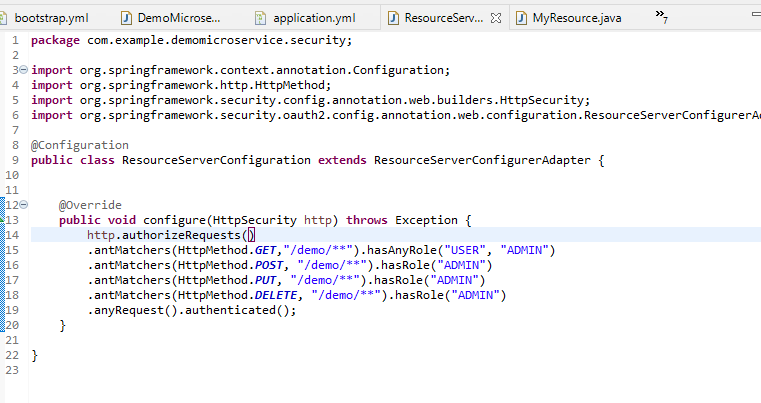 bootstrap.yml DemoMicrose... application.yml ResourceServ... MyResource.java »7
1 package com.example.demomicroservice.security;
2
3 import org.springframework.context.annotation.Configuration;
4 import org.springframework.http.HttpMethod;
5 import org.springframework.security.config.annotation.web.builders.HttpSecurity;
6 import org.springframework.security.oauth2.config.annotation.web.configuration.ResourceServerConfigurerA
7
8 @Configuration
9 public class ResourceServerConfiguration extends ResourceServerConfigurerAdapter {
10
11
12 @Override
13 public void configure(HttpSecurity http) throws Exception {
14 http.authorizeRequests()
15 .antMatchers(HttpMethod.GET,"/demo/**").hasAnyRole("USER", "ADMIN")
16 .antMatchers(HttpMethod.POST, "/demo/**").hasRole("ADMIN")
17 .antMatchers(HttpMethod.PUT, "/demo/**").hasRole("ADMIN")
18 .antMatchers(HttpMethod.DELETE, "/demo/**").hasRole("ADMIN")
19 .anyRequest().authenticated();
20 }
21
22 }
23